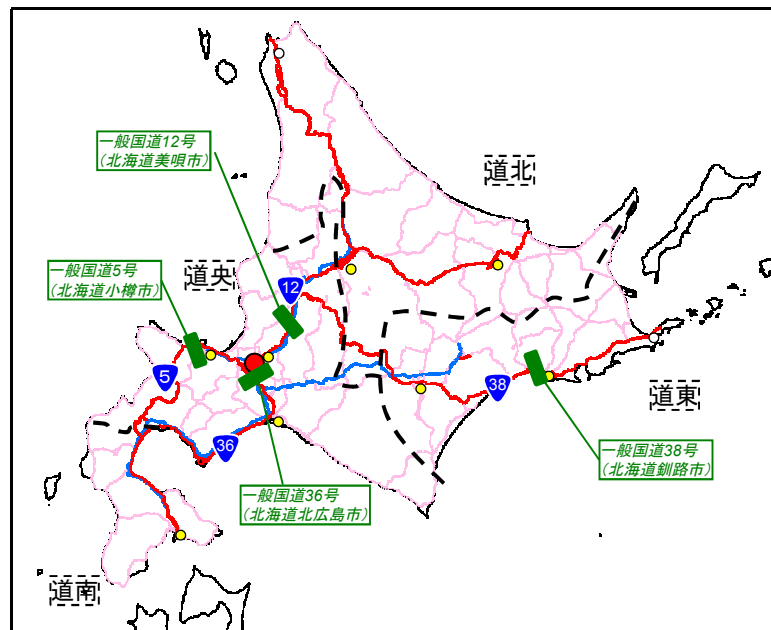 一般国道12号
(北海道美唄市)
道北
一般国道5号
(北海道小樽市)
道央
12
5
38
道東
36
一般国道38号
(北海道釧路市)
一般国道36号
(北海道北広島市)
道南